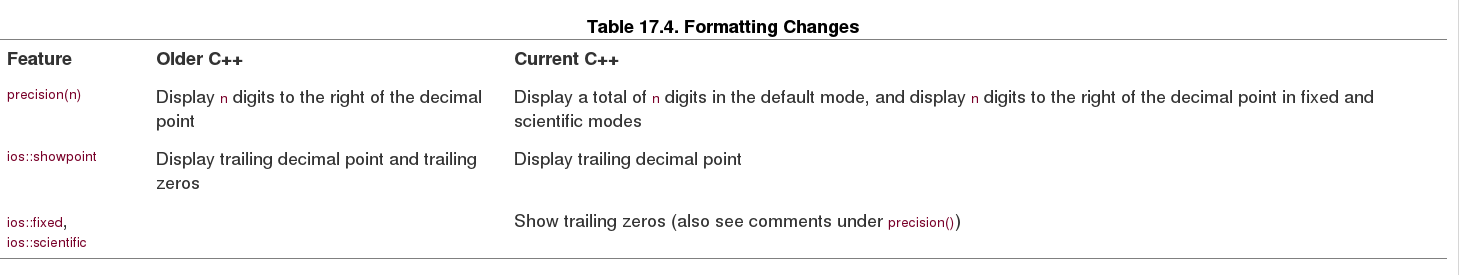 Table 17.4. Formatting Changes
Feature Older C++ Current C++
precision(n) Display n digits to the right of the decimal point Display a total of n digits in the default mode, and display n digits to the right of the decimal point in fixed and scientific modes
ios::showpoint Display trailing decimal point and trailing zeros Display trailing decimal point
ios::fixed, ios::scientific Show trailing zeros (also see comments under precision())